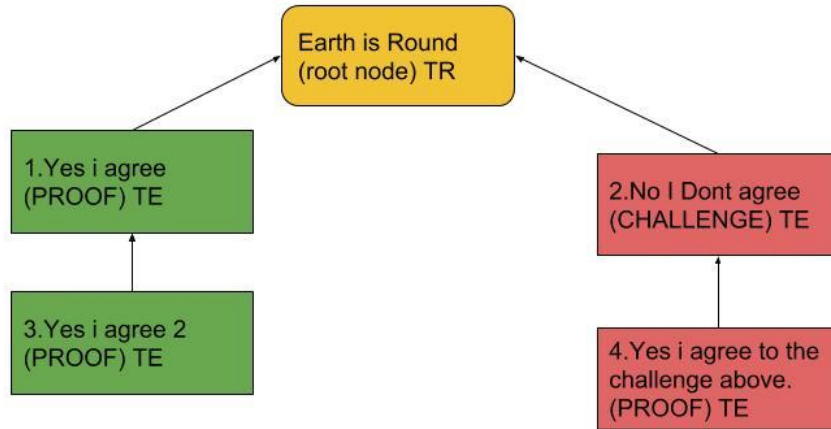 Earth is Round
(root node) TR
1.Yes i agree
(PROOF) TE
2.No I Dont agree
(CHALLENGE) TE
3.Yes i agree 2
(PROOF) TE
4.Yes i agree to the
challenge above.
(PROOF) TE